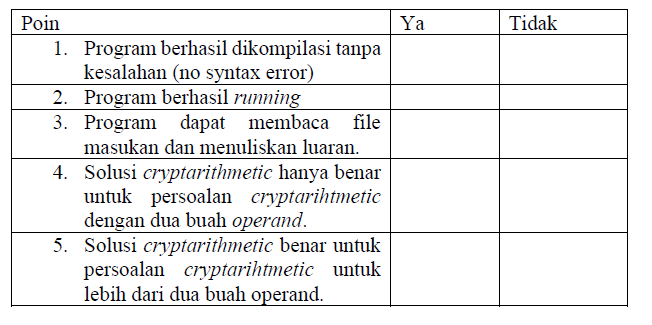 Poin Ya Tidak
1. Program berhasil dikompilasi tanpa
kesalahan (no syntax error)
2. Program berhasil running
3. Program dapat membaca file
masukan dan menuliskan luaran.
4. Solusi cryptarithmetic hanya benar
untuk persoalan cryptarihtmetic
dengan dua buah operand.
5. Solusi cryptarithmetic benar untuk
persoalan cryptarihtmetic untuk
lebih dari dua buah operand.